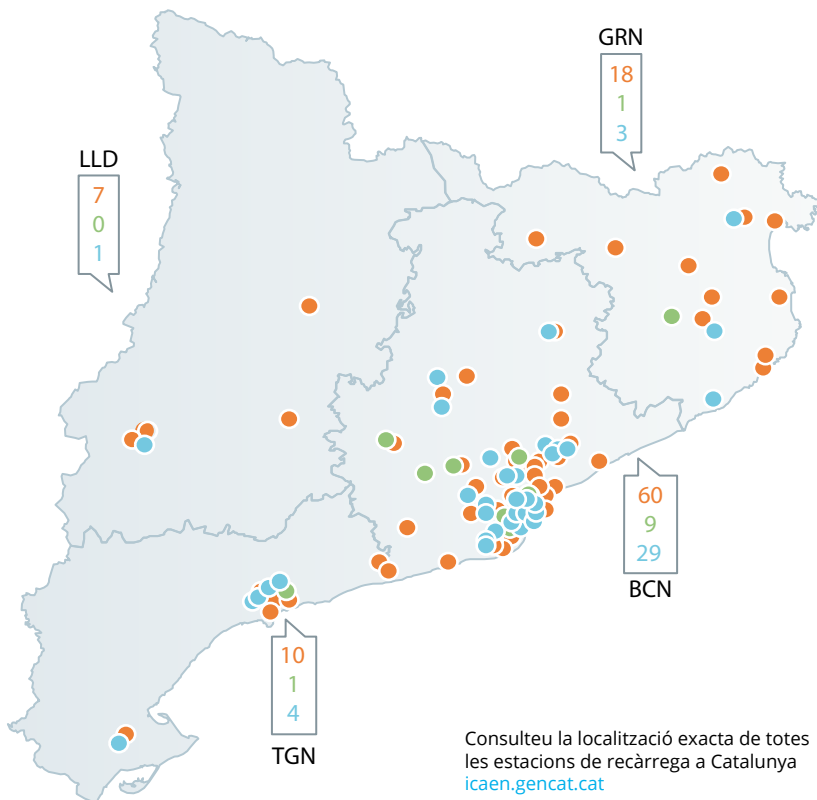 GRN
18
1
3
LLD
7
0
1
60
9
29
BCN
10
1
4
TGN
Consulteu la localització exacta de totes
les estacions de recàrrega a Catalunya
icaen.gencat.cat